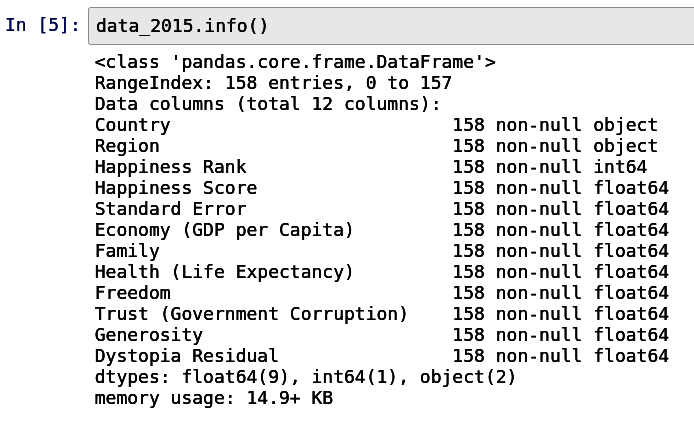 In [5]: data_2015.info()
<class 'pandas.core.frame.DataFrame'>
RangeIndex: 158 entries, 0 to 157
Data columns (total 12 columns):
Country                          158 non-null object
Region                           158 non-null object
Happiness Rank                   158 non-null int64
Happiness Score                  158 non-null float64
Standard Error                   158 non-null float64
Economy (GDP per Capita)         158 non-null float64
Family                           158 non-null float64
Health (Life Expectancy)         158 non-null float64
Freedom                          158 non-null float64
Trust (Government Corruption)    158 non-null float64
Generosity                       158 non-null float64
Dystopia Residual                158 non-null float64
dtypes: float64(9), int64(1), object(2)
memory usage: 14.9+ KB